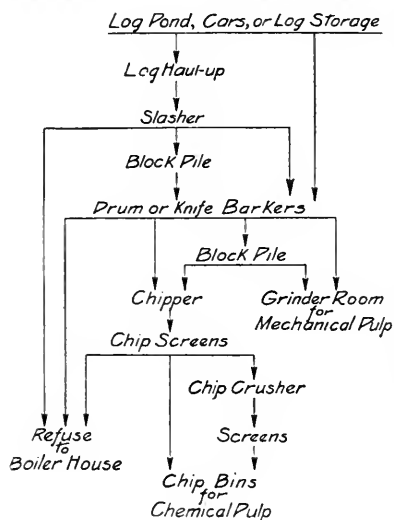 Log Pond, Cars, or Log Storage
Log Haul-up
Slasher
Block Pile
Drum or Knife Barkers
Block Pile
Chipper
Grinder Room
for
Mechanical Pulp
Chip Screens
Chip Crusher
Refuse
to
Boiler House
Screens
Chip Bins
for
Chemical Pulp